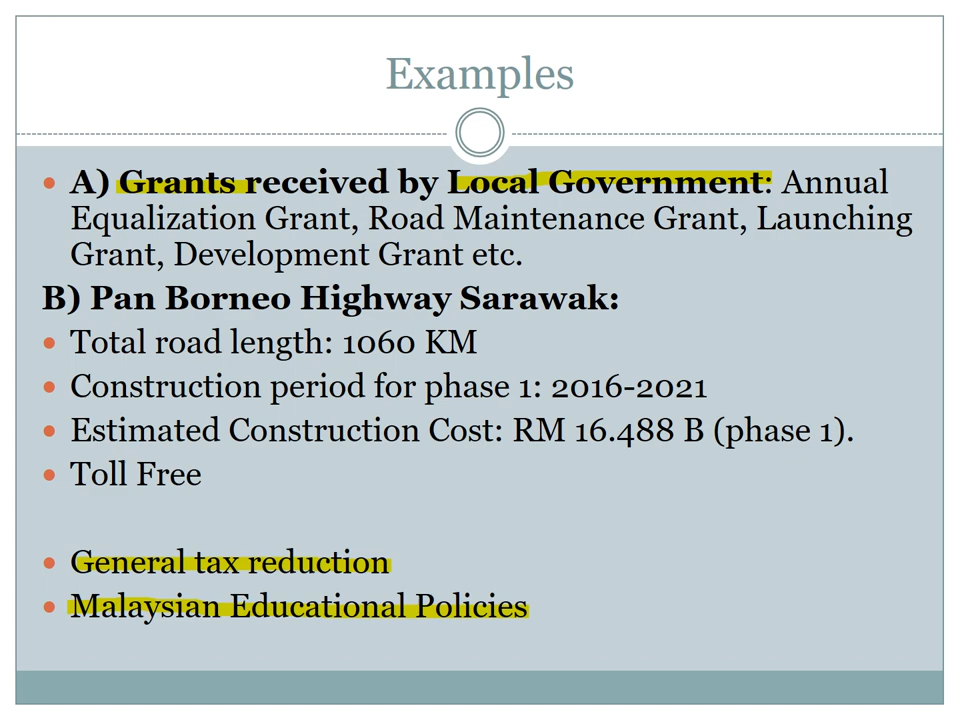 Examples
A) Grants received by Local Government: Annual
Equalization Grant, Road Maintenance Grant, Launching
Grant, Development Grant etc.
B) Pan Borneo Highway Sarawak:
Total road length: 1060 KM
Construction period for phase 1: 2016-2021
Estimated Construction Cost: RM 16.488 B (phase 1).
Toll Free
General tax reduction
Malaysian Educational Policies